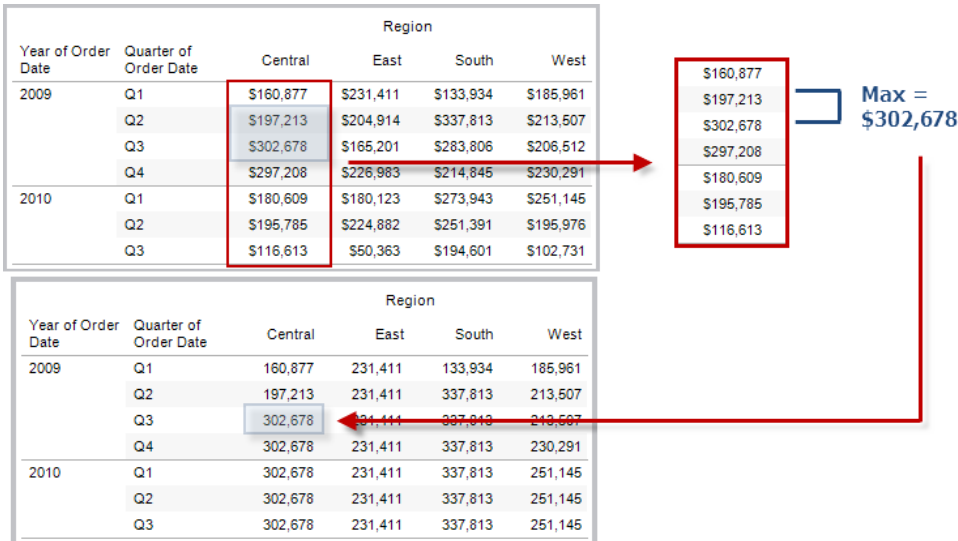 Region
Year of Order Date Quarter of Order Date Central East South West
2009 Q1 $160,877 $231,411 $133,934 $185,961
Q2 $197,213 $204,914 $337,813 $213,507
Q3 $302,678 $165,201 $283,806 $206,512
Q4 $297,208 $226,983 $214,845 $230,291
2010 Q1 $180,609 $180,123 $273,943 $251,145
Q2 $195,785 $224,882 $251,391 $195,976
Q3 $116,613 $50,363 $194,601 $102,731
$160,877
$197,213
$302,678
$297,208
$180,609
$195,785
$116,613
Max =
$302,678
Region
Year of Order Date Quarter of Order Date Central East South West
2009 Q1 160,877 231,411 133,934 185,961
Q2 197,213 231,411 337,813 213,507
Q3 302,678 231,411 337,813 213,507
Q4 302,678 231,411 337,813 230,291
2010 Q1 302,678 231,411 337,813 251,145
Q2 302,678 231,411 337,813 251,145
Q3 302,678 231,411 337,813 251,145